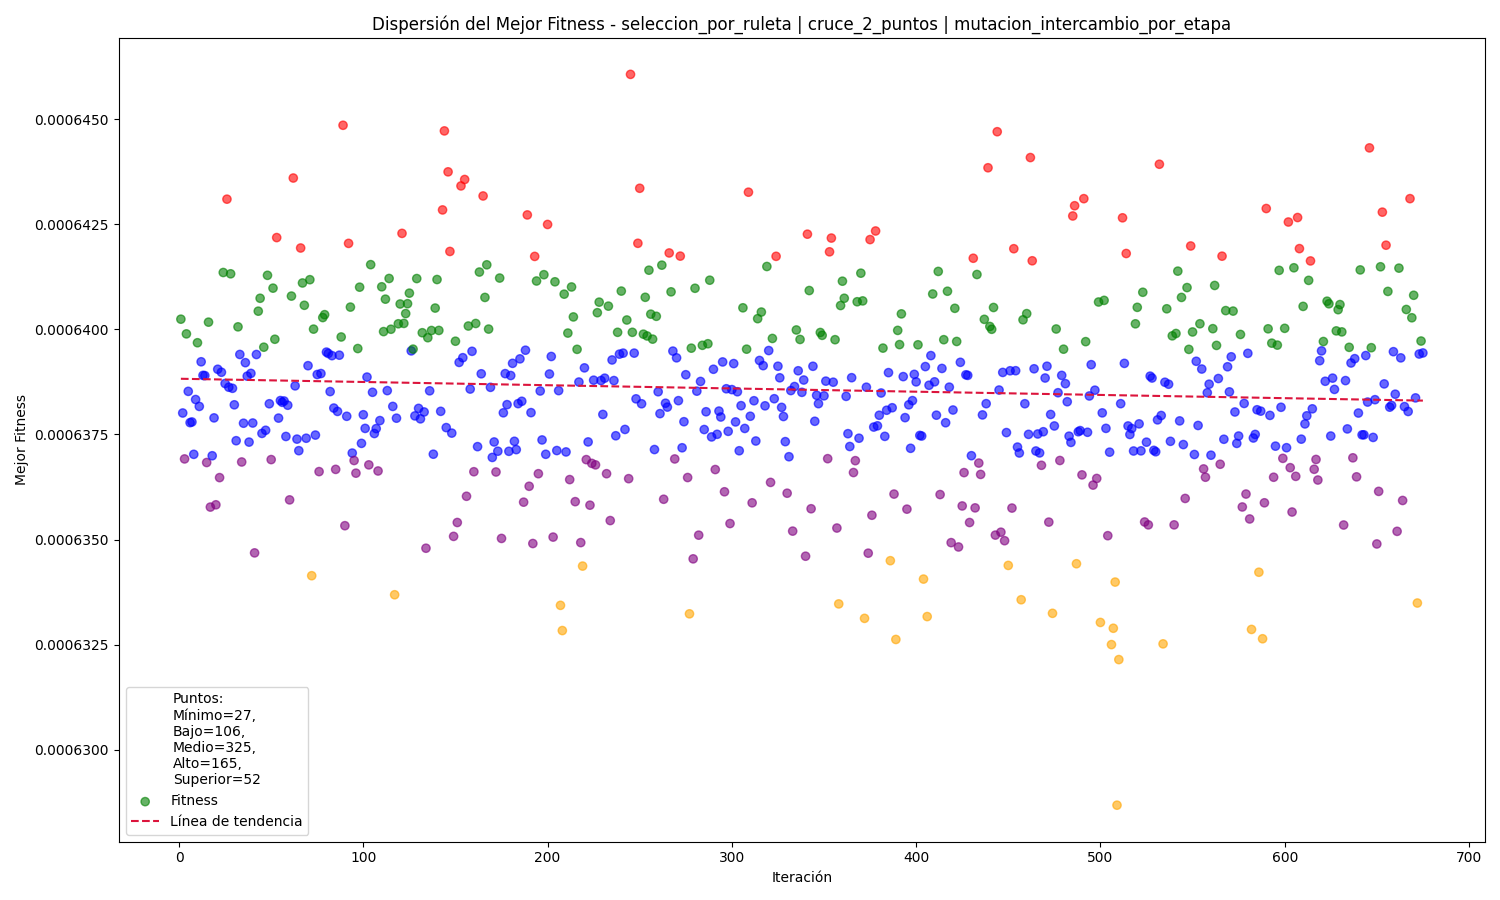 Dispersión del Mejor Fitness - seleccion_por_ruleta | cruce_2_puntos | mutacion_intercambio_por_etapa
Mejor Fitness
0.0006450
0.0006425
0.0006400
0.0006375
0.0006350
0.0006325
0.0006300
Puntos:
Mínimo=27,
Bajo=106,
Medio=325,
Alto=165,
Superior=52
Fitness
Línea de tendencia
0 100 200 300 400 500 600 700
Iteración